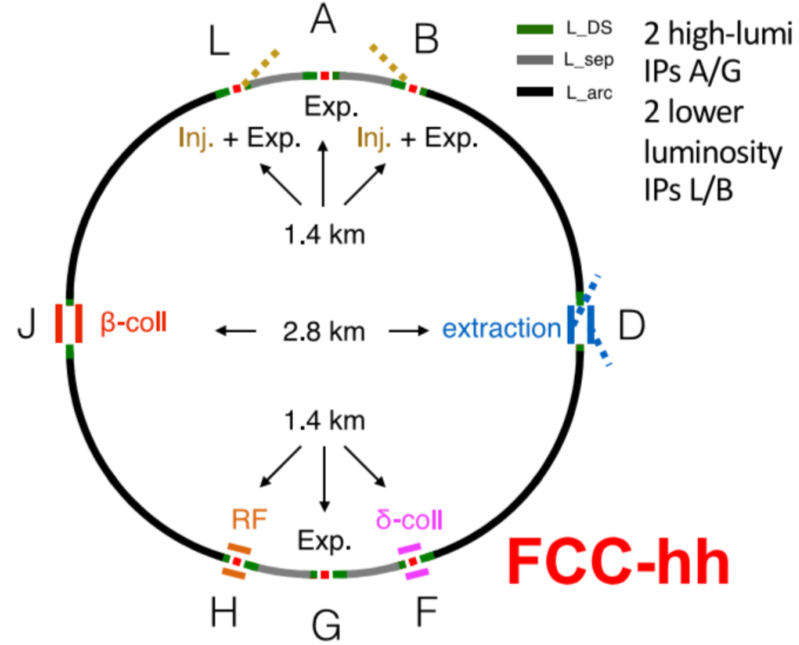 A
L
B
L_DS
L_sep
L_arc
2 high-lumi
IPs A/G
2 lower
luminosity
IPs L/B
Exp.
Inj. + Exp.
Inj. + Exp.
1.4 km
J
β-coll
2.8 km
extraction
D
1.4 km
RF
δ-coll
Exp.
FCC-hh
H
G
F